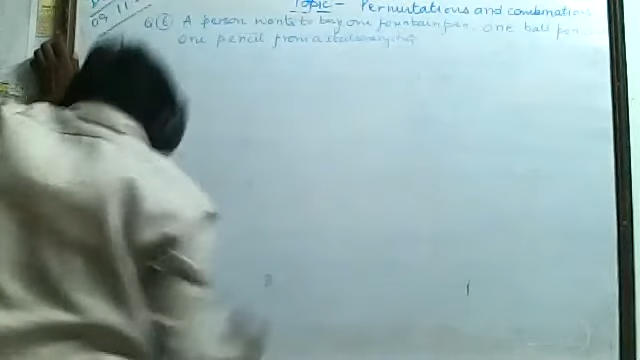 Topic - Permutations and combinations
09 11
Q 6 A person wants to buy one fountain pen, one ball pen
one pencil from a stationery shop